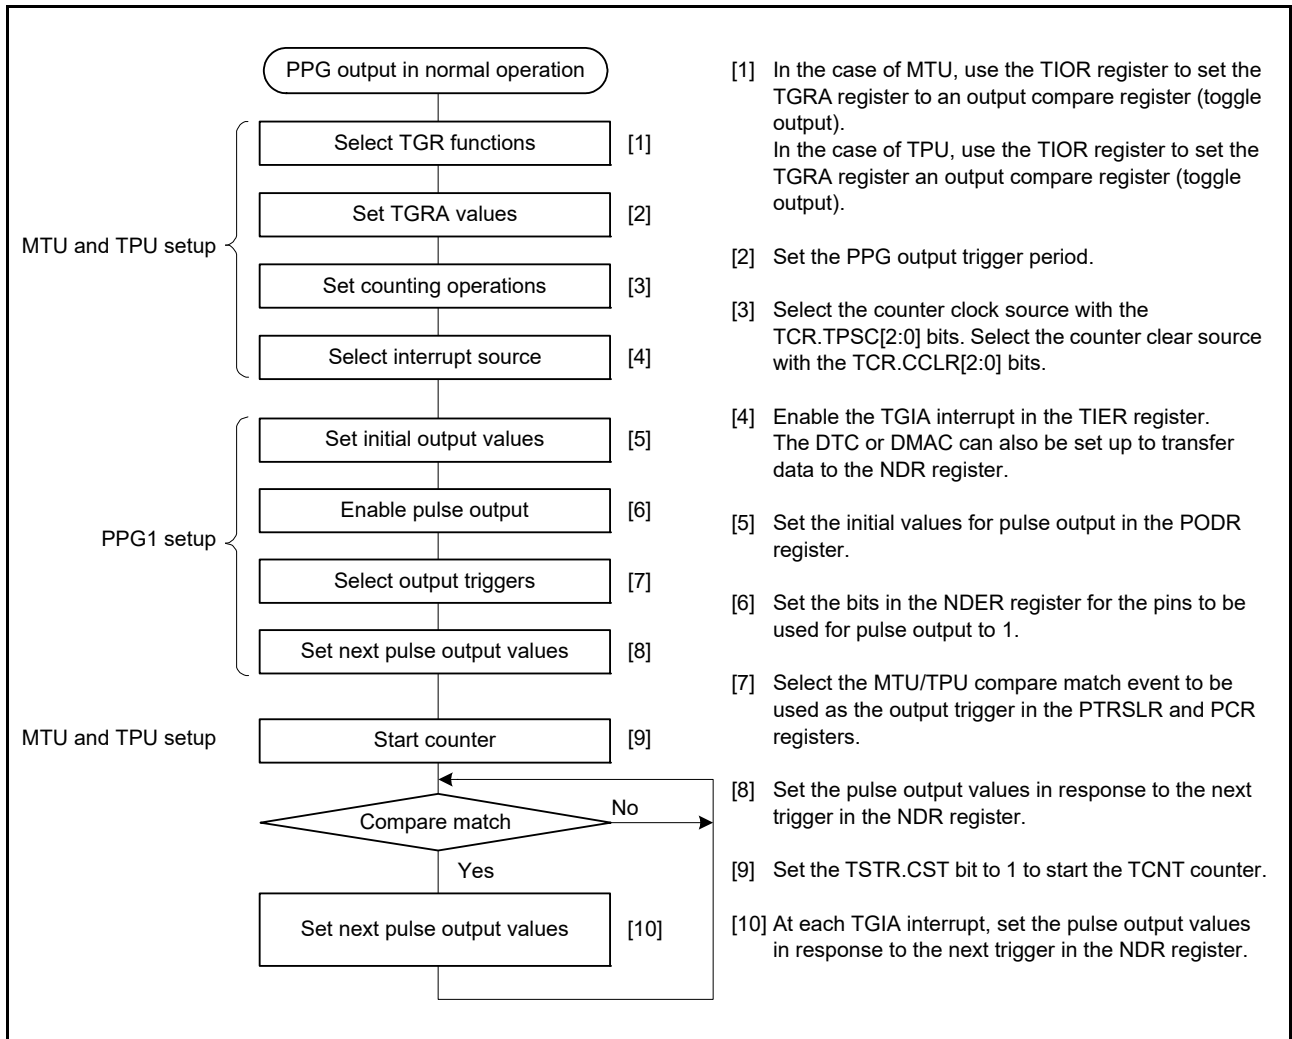 PPG output in normal operation
MTU and TPU setup
Select TGR functions [1]
Set TGRA values [2]
Set counting operations [3]
Select interrupt source [4]
PPG1 setup
Set initial output values [5]
Enable pulse output [6]
Select output triggers [7]
Set next pulse output values [8]
MTU and TPU setup
Start counter [9]
Compare match
No
Yes
Set next pulse output values [10]
[1] In the case of MTU, use the TIOR register to set the
TGRA register to an output compare register (toggle
output).
In the case of TPU, use the TIOR register to set the
TGRA register an output compare register (toggle
output).
[2] Set the PPG output trigger period.
[3] Select the counter clock source with the
TCR.TPSC[2:0] bits. Select the counter clear source
with the TCR.CCLR[2:0] bits.
[4] Enable the TGIA interrupt in the TIER register.
The DTC or DMAC can also be set up to transfer
data to the NDR register.
[5] Set the initial values for pulse output in the PODR
register.
[6] Set the bits in the NDER register for the pins to be
used for pulse output to 1.
[7] Select the MTU/TPU compare match event to be
used as the output trigger in the PTRSLR and PCR
registers.
[8] Set the pulse output values in response to the next
trigger in the NDR register.
[9] Set the TSTR.CST bit to 1 to start the TCNT counter.
[10] At each TGIA interrupt, set the pulse output values
in response to the next trigger in the NDR register.